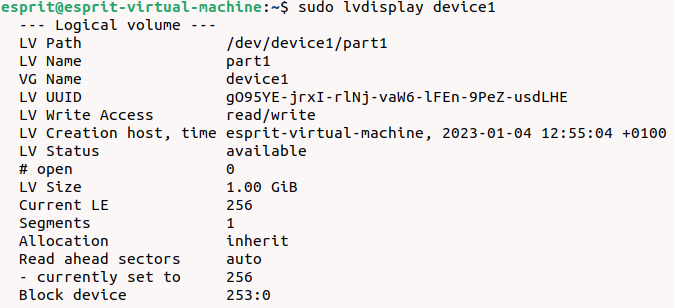 esprit@esprit-virtual-machine:~$ sudo lvdisplay device1
--- Logical volume ---
LV Path /dev/device1/part1
LV Name part1
VG Name device1
LV UUID gO95YE-jrxI-rlNj-vaW6-lFEn-9PeZ-usdLHE
LV Write Access read/write
LV Creation host, time esprit-virtual-machine, 2023-01-04 12:55:04 +0100
LV Status available
# open 0
LV Size 1.00 GiB
Current LE 256
Segments 1
Allocation inherit
Read ahead sectors auto
- currently set to 256
Block device 253:0